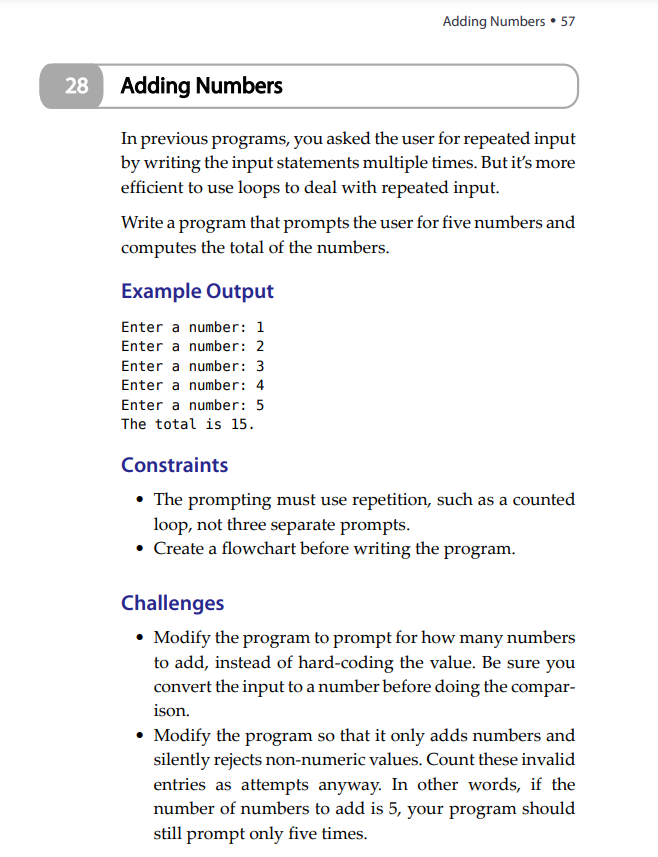 Adding Numbers • 57
28 Adding Numbers
In previous programs, you asked the user for repeated input
by writing the input statements multiple times. But it's more
efficient to use loops to deal with repeated input.
Write a program that prompts the user for five numbers and
computes the total of the numbers.
Example Output
Enter a number: 1
Enter a number: 2
Enter a number: 3
Enter a number: 4
Enter a number: 5
The total is 15.
Constraints
• The prompting must use repetition, such as a counted
loop, not three separate prompts.
• Create a flowchart before writing the program.
Challenges
• Modify the program to prompt for how many numbers
to add, instead of hard-coding the value. Be sure you
convert the input to a number before doing the compar-
ison.
• Modify the program so that it only adds numbers and
silently rejects non-numeric values. Count these invalid
entries as attempts anyway. In other words, if the
number of numbers to add is 5, your program should
still prompt only five times.